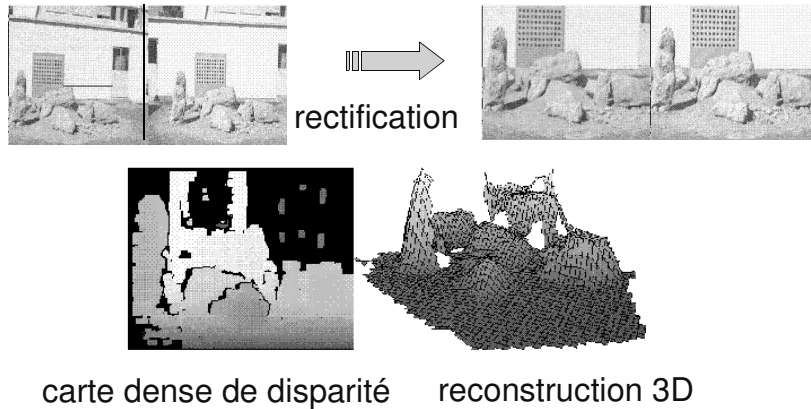 rectification
carte dense de disparité
reconstruction 3D